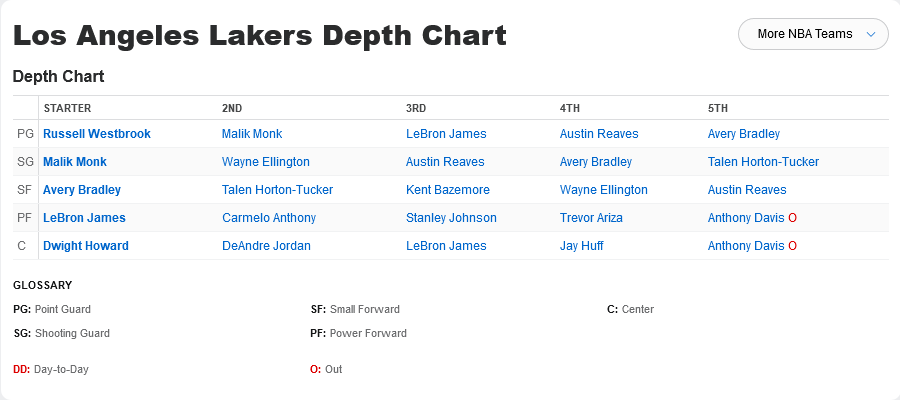 Los Angeles Lakers Depth Chart
More NBA Teams
Depth Chart
STARTER 2ND 3RD 4TH 5TH
PG Russell Westbrook Malik Monk LeBron James Austin Reaves Avery Bradley
SG Malik Monk Wayne Ellington Austin Reaves Avery Bradley Talen Horton-Tucker
SF Avery Bradley Talen Horton-Tucker Kent Bazemore Wayne Ellington Austin Reaves
PF LeBron James Carmelo Anthony Stanley Johnson Trevor Ariza Anthony Davis O
C Dwight Howard DeAndre Jordan LeBron James Jay Huff Anthony Davis O
GLOSSARY
PG: Point Guard SF: Small Forward C: Center
SG: Shooting Guard PF: Power Forward
DD: Day-to-Day O: Out